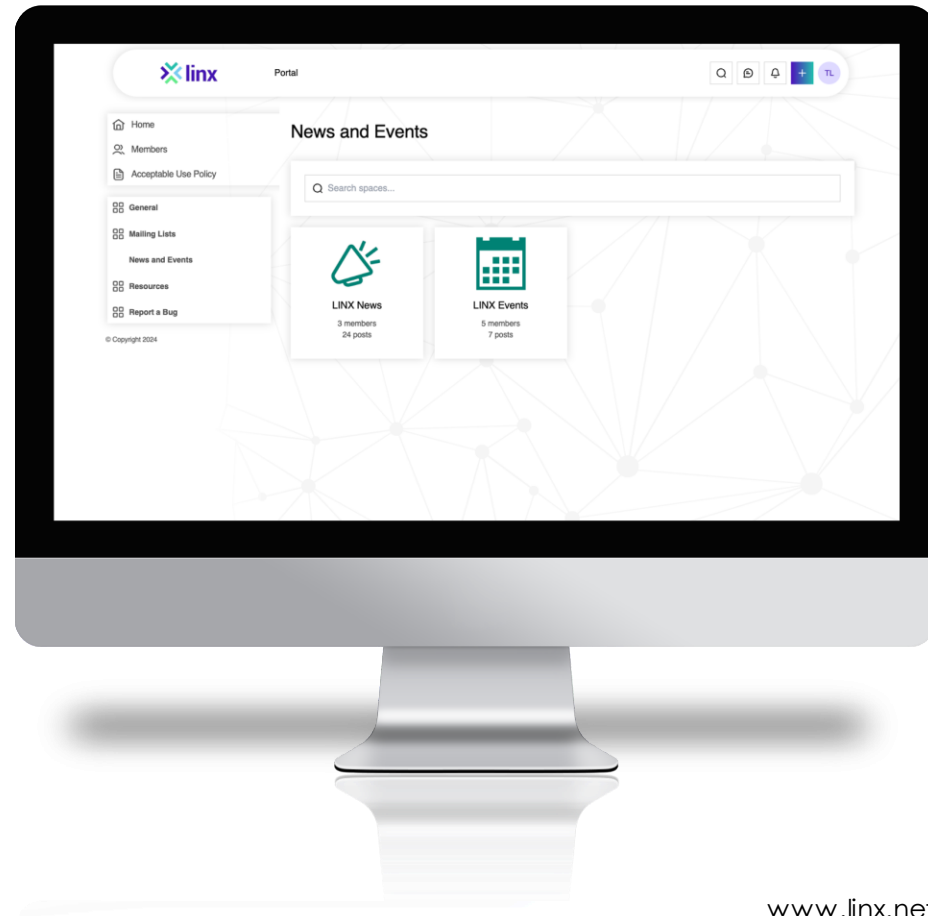 linx
Portal
TL
Home
Members
Acceptable Use Policy
General
Mailing Lists
News and Events
Resources
Report a Bug
© Copyright 2024
News and Events
Search spaces...
LINX News
3 members
24 posts
LINX Events
5 members
7 posts
www.linx.net